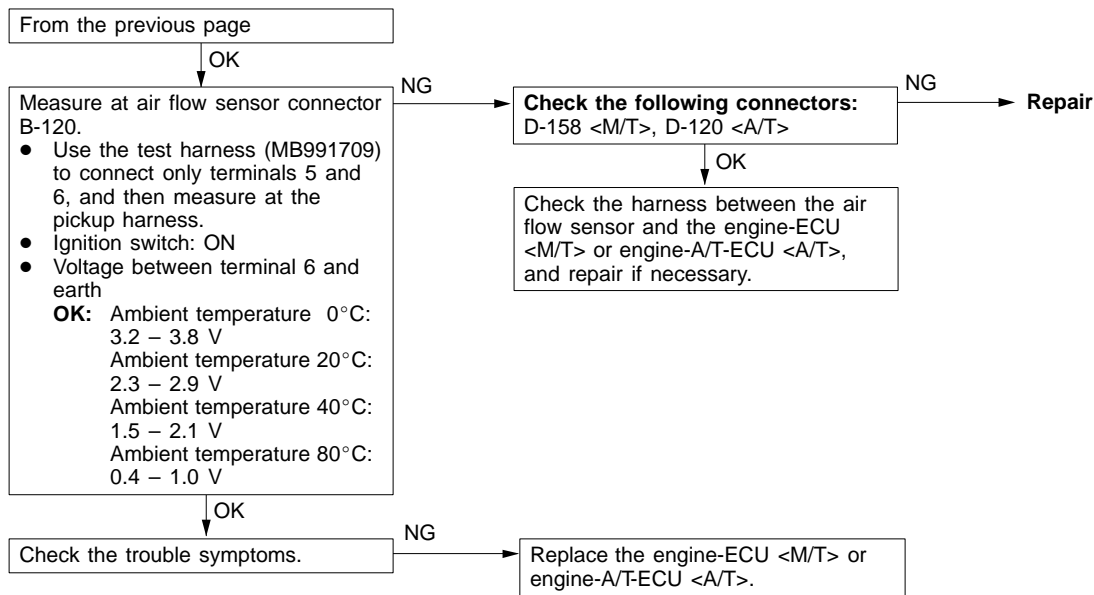 From the previous page
OK
Measure at air flow sensor connector
B-120.
● Use the test harness (MB991709)
to connect only terminals 5 and
6, and then measure at the
pickup harness.
● Ignition switch: ON
● Voltage between terminal 6 and
earth
OK: Ambient temperature 0°C:
3.2 – 3.8 V
Ambient temperature 20°C:
2.3 – 2.9 V
Ambient temperature 40°C:
1.5 – 2.1 V
Ambient temperature 80°C:
0.4 – 1.0 V
NG
Check the following connectors:
D-158 <M/T>, D-120 <A/T>
NG
Repair
OK
Check the harness between the air
flow sensor and the engine-ECU
<M/T> or engine-A/T-ECU <A/T>,
and repair if necessary.
OK
Check the trouble symptoms.
NG
Replace the engine-ECU <M/T> or
engine-A/T-ECU <A/T>.